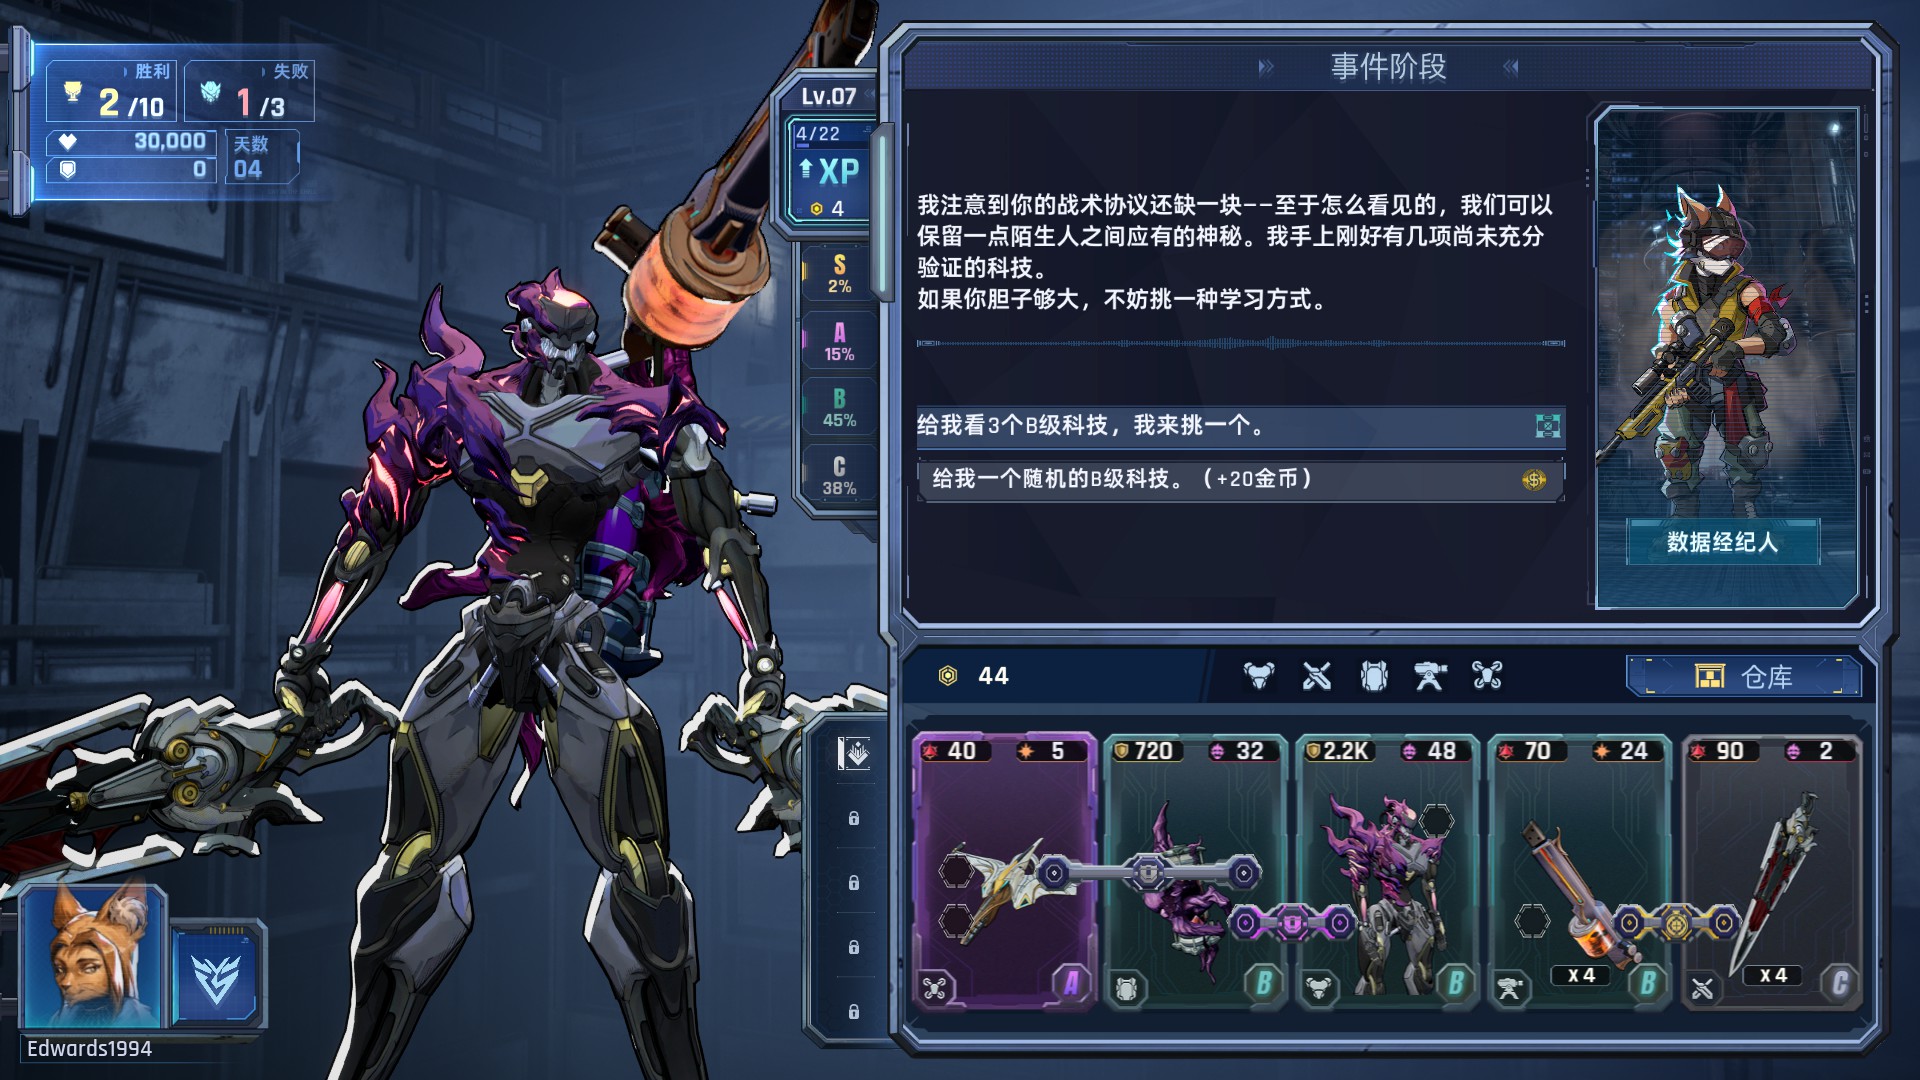 胜利
2/10
失败
1/3
30,000
0
天数
04
Lv.07
4/22
XP
4
S
2%
A
15%
B
45%
C
38%
事件阶段
我注意到你的战术协议还缺一块——至于怎么看见的，我们可以
保留一点陌生人之间应有的神秘。我手上刚好有几项尚未充分
验证的科技。
如果你胆子够大，不妨挑一种学习方式。
给我看3个B级科技，我来挑一个。
给我一个随机的B级科技。（+20金币）
数据经纪人
44
仓库
40 5
A
720 32
B
2.2K 48
B
70 24
x4
B
90 2
x4
C
Edwards1994